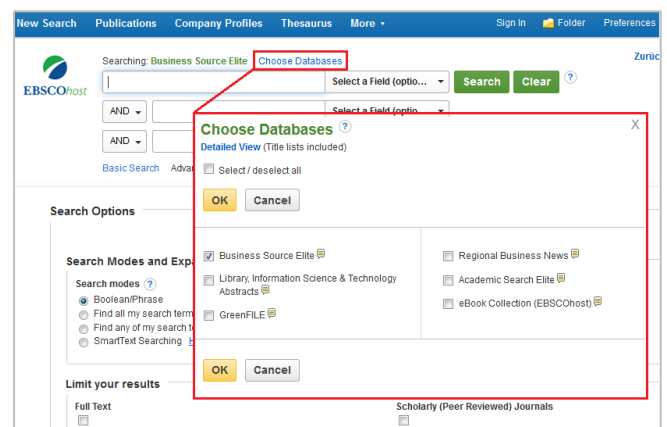 New Search Publications Company Profiles Thesaurus More Sign In Folder Preferences
Searching: Business Source Elite Choose Databases Zurüc
EBSCOhost
Select a Field (optio... Search Clear ?
AND Select a Field (optio
AND
Basic Search Adva
Choose Databases ? X
Detailed View (Title lists included)
Select / deselect all
OK Cancel
Business Source Elite Regional Business News
Library, Information Science & Technology Abstracts Academic Search Elite
GreenFILE eBook Collection (EBSCOhost)
OK Cancel
Search Options
Search Modes and Expa
Search modes ?
Boolean/Phrase
Find all my search term
Find any of my search t
SmartText Searching H
Limit your results
Full Text Scholarly (Peer Reviewed) Journals